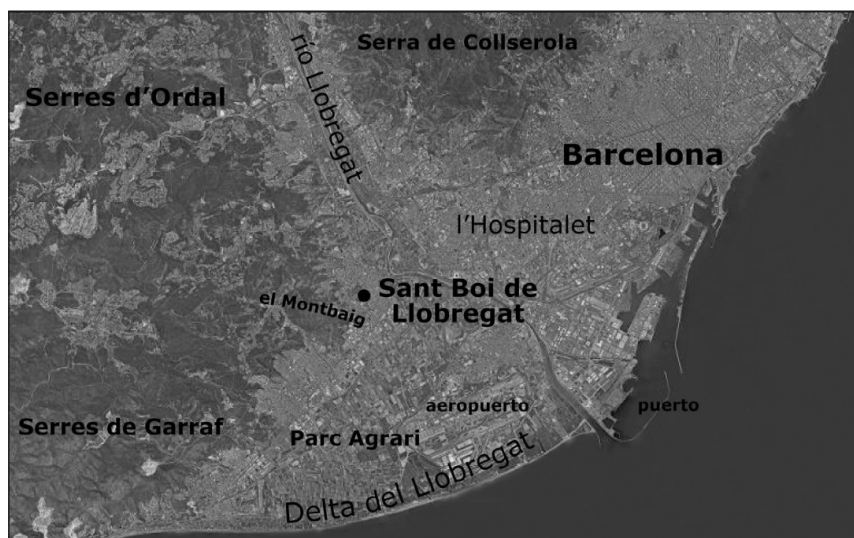 Serra de Collserola
río Llobregat
Serres d’Ordal
Barcelona
l’Hospitalet
Sant Boi de
Llobregat
el Montbaig
aeropuerto
puerto
Serres de Garraf
Parc Agrari
Delta del Llobregat